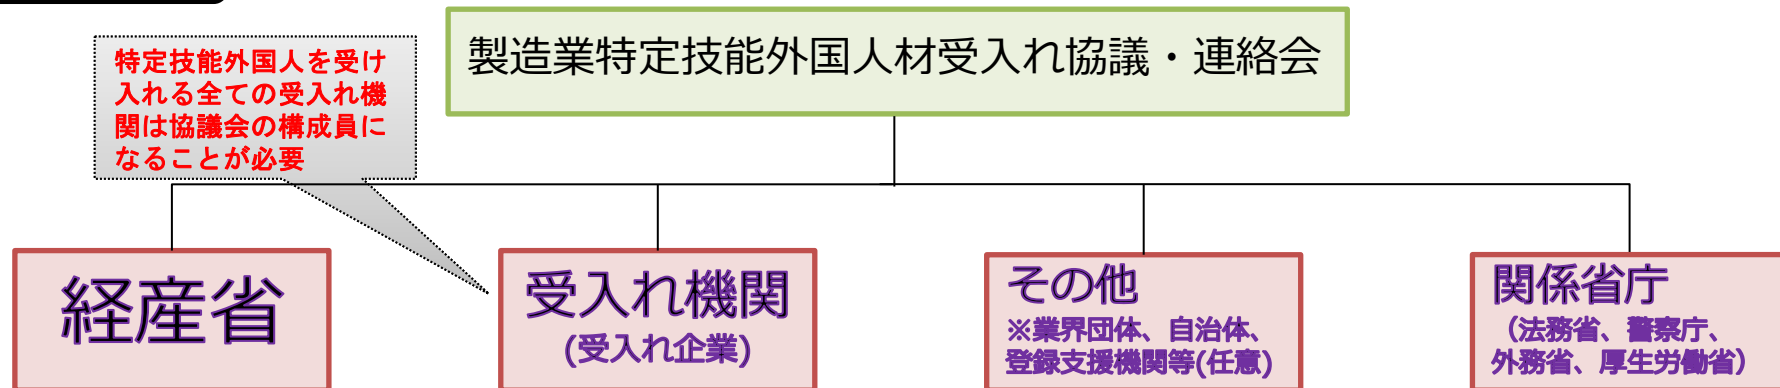 製造業特定技能外国人材受入れ協議・連絡会
特定技能外国人を受け
入れる全ての受入れ機
関は協議会の構成員に
なることが必要
経産省
受入れ機関
(受入れ企業)
その他
※業界団体、自治体、
登録支援機関等(任意)
関係省庁
（法務省、警察庁、
外務省、厚生労働省）